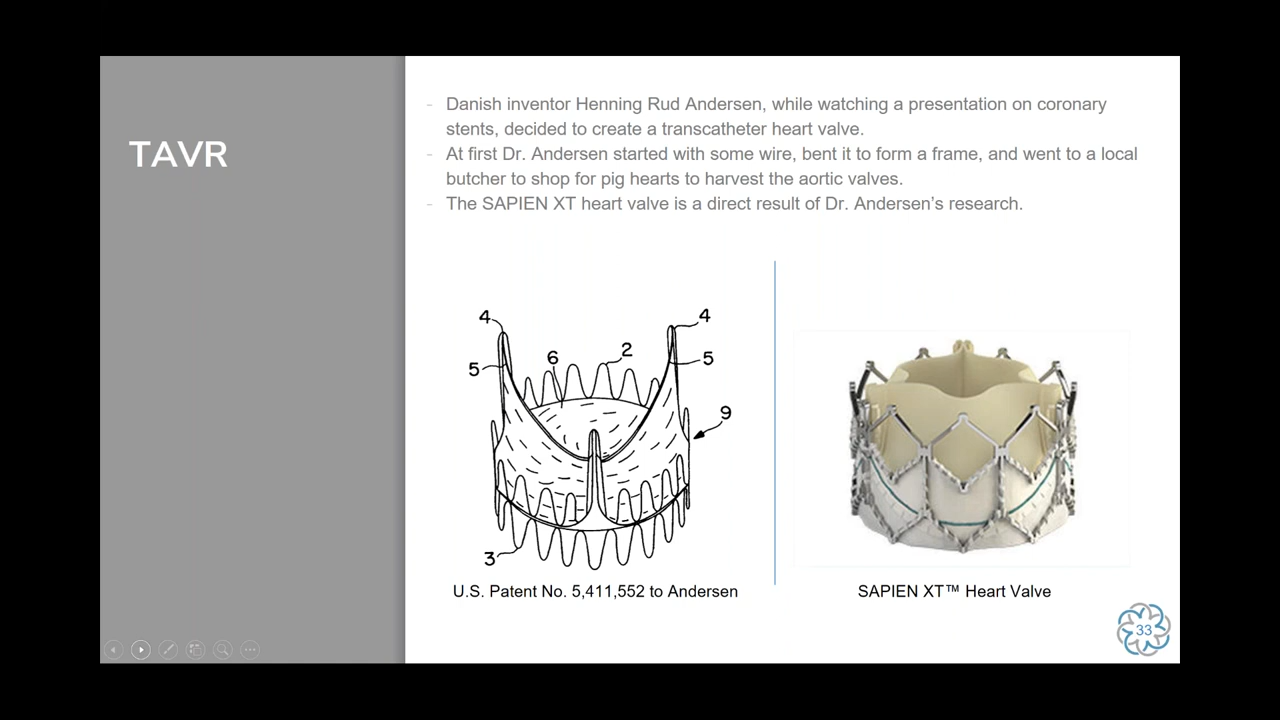 TAVR
- Danish inventor Henning Rud Andersen, while watching a presentation on coronary
stents, decided to create a transcatheter heart valve.
- At first Dr. Andersen started with some wire, bent it to form a frame, and went to a local
butcher to shop for pig hearts to harvest the aortic valves.
- The SAPIEN XT heart valve is a direct result of Dr. Andersen’s research.
4
4
6
2
5
5
9
3
U.S. Patent No. 5,411,552 to Andersen
SAPIEN XT™ Heart Valve
33